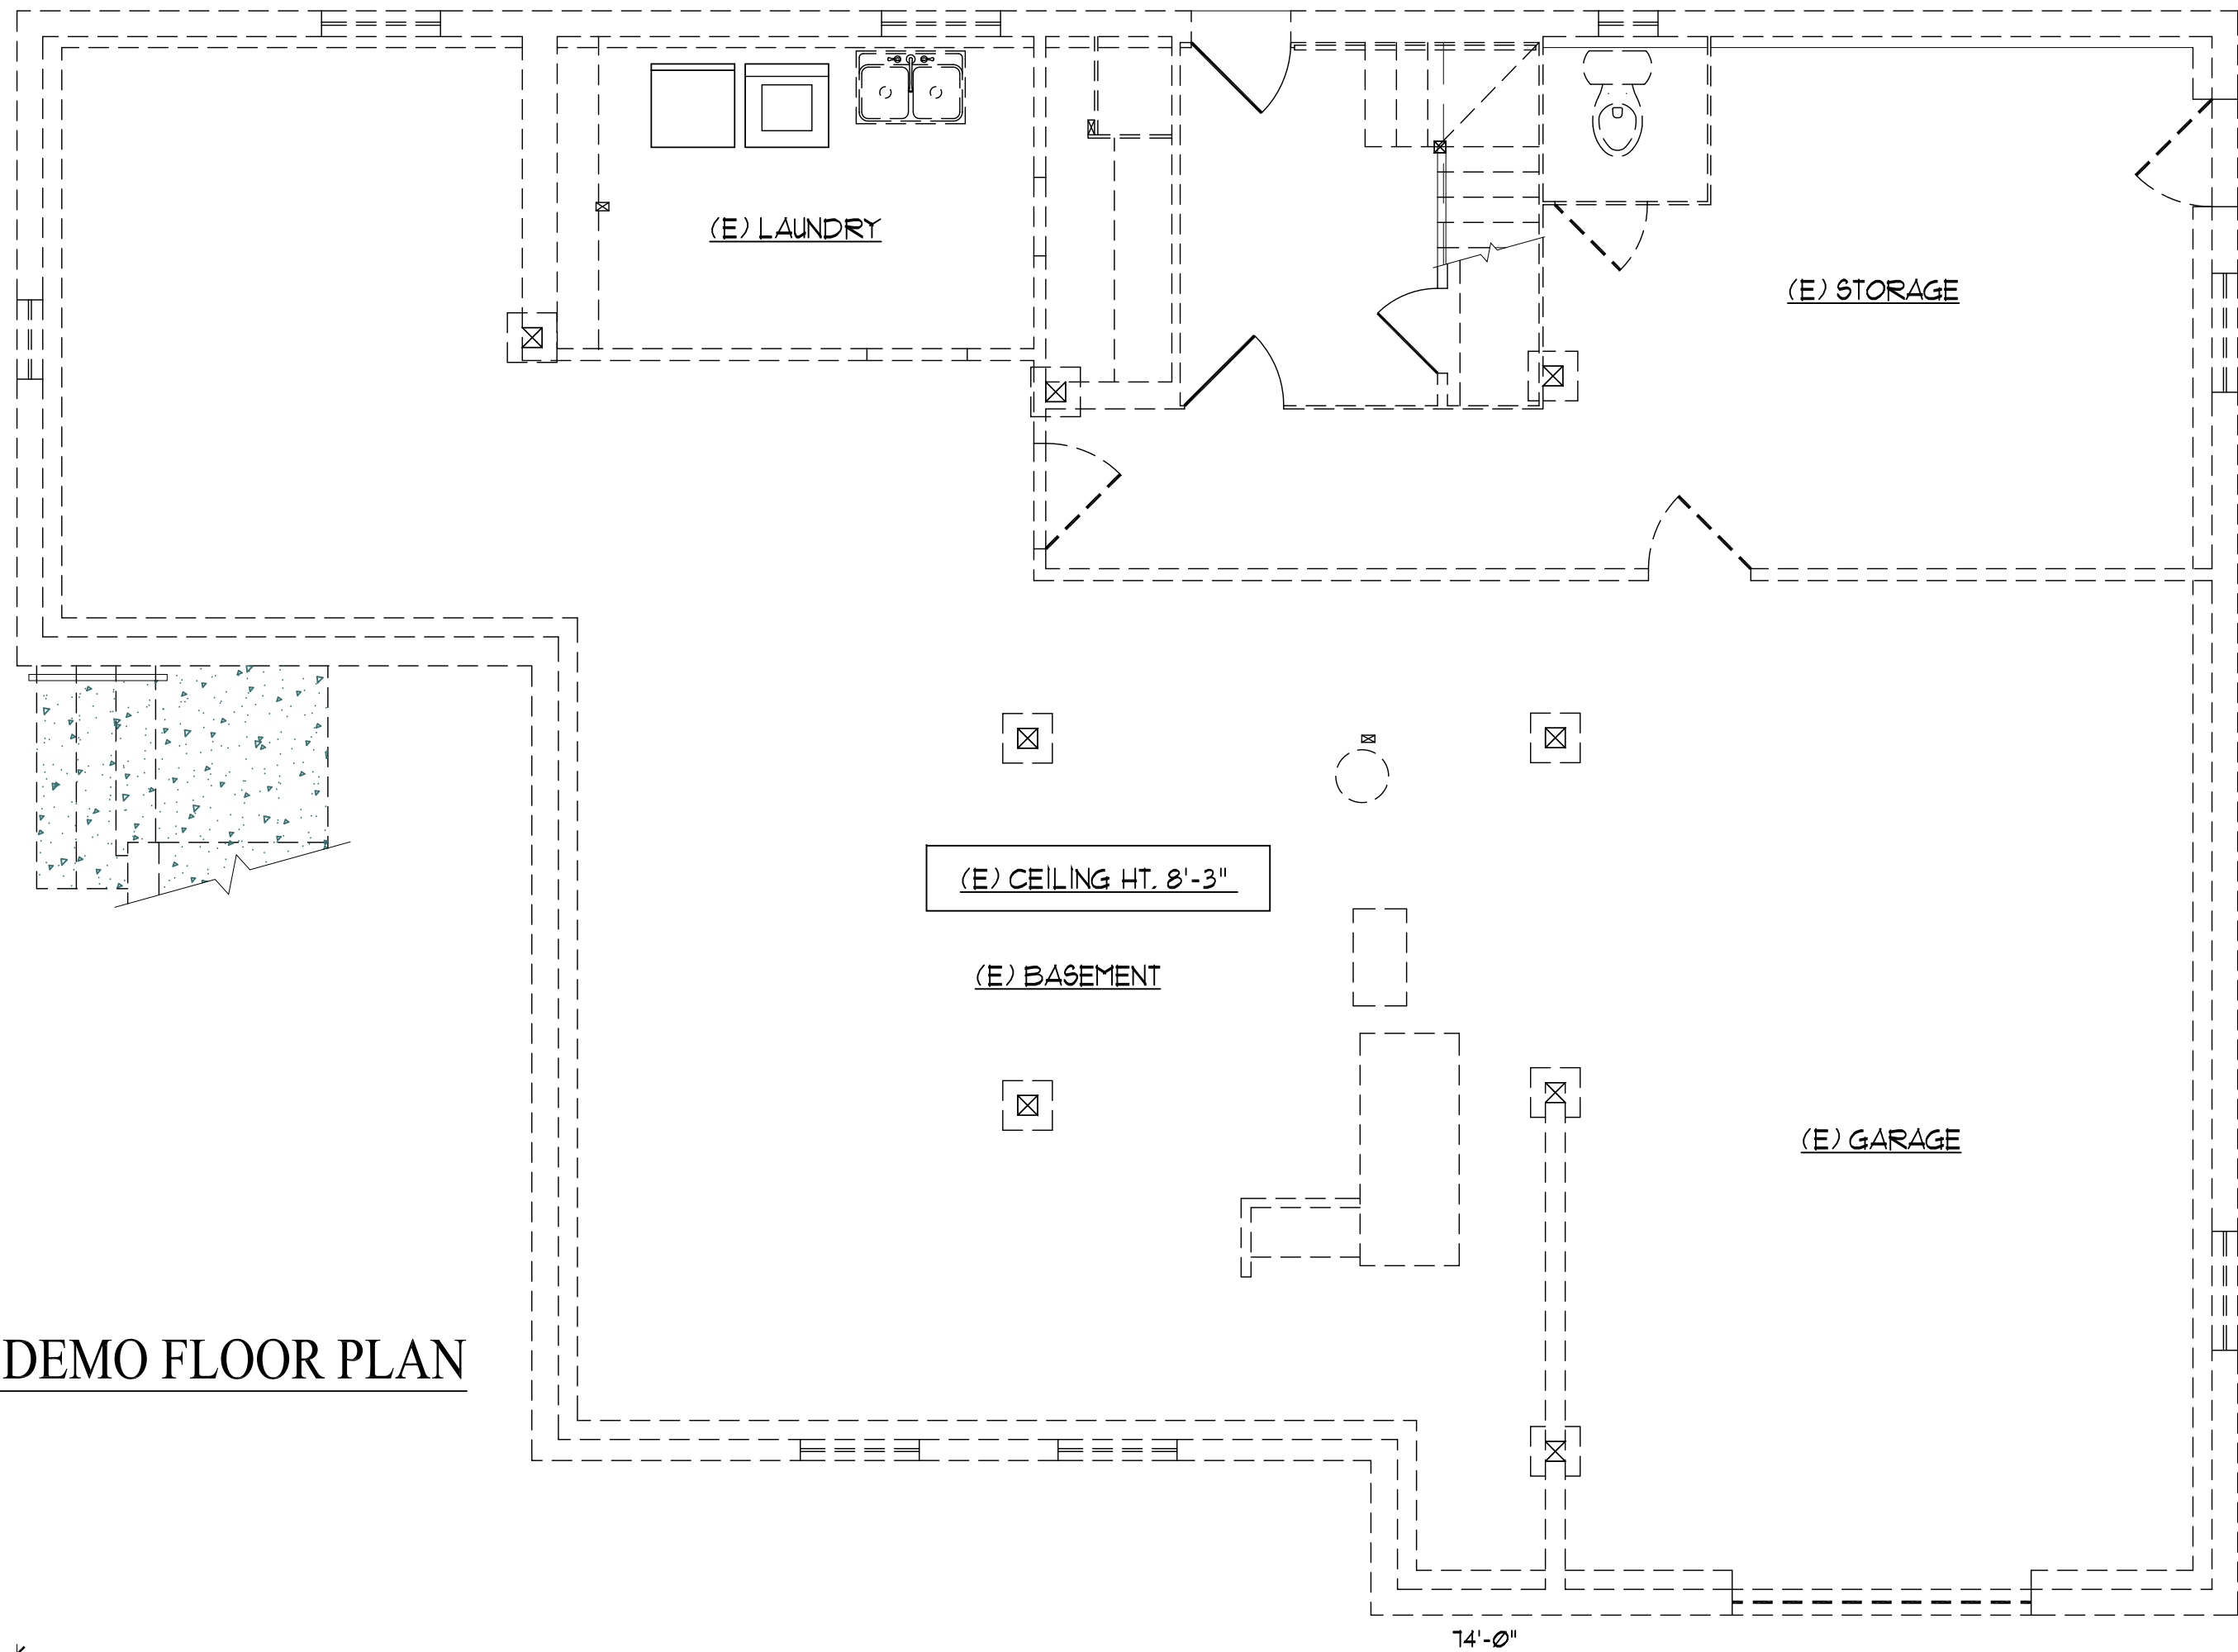 (E) LAUNDRY
(E) STORAGE
(E) CEILING HT. 8'-3"
(E) BASEMENT
(E) GARAGE
DEMO FLOOR PLAN
74'-0"